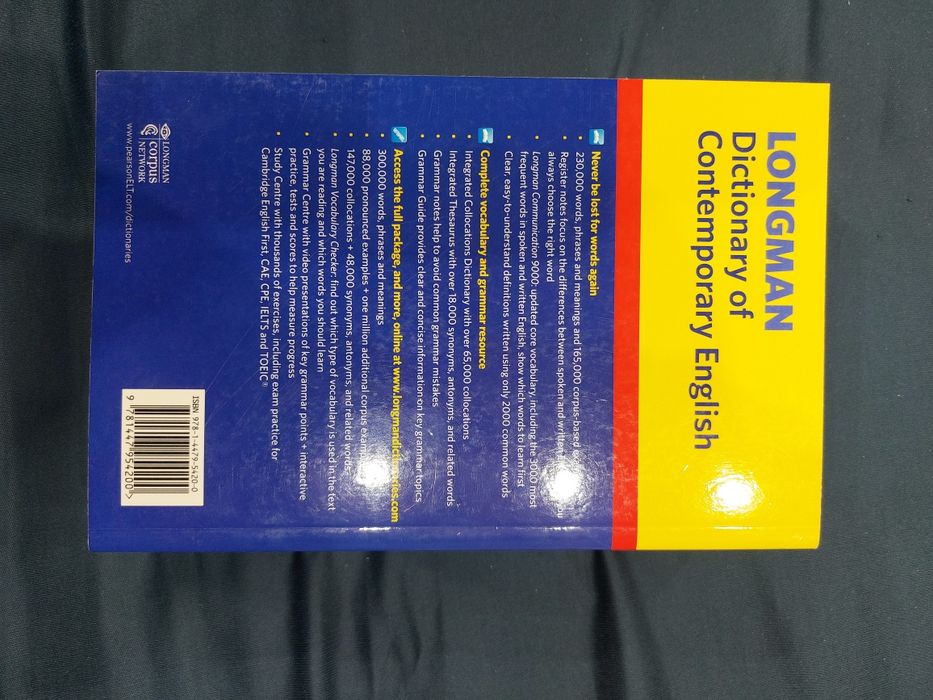 LONGMAN
Dictionary of
Contemporary English
Never be lost for words again
• 230,000 words, phrases and meanings and 165,000 corpus-based
• Register notes focus on the differences between spoken and written
always choose the right word
• Longman Communication 9000: updated core vocabulary, including the 3000 most
frequent words in spoken and written English, show which words to learn first
• Clear, easy-to-understand definitions written using only 2000 common words
Complete vocabulary and grammar resource
• Integrated Collocations Dictionary with over 65,000 collocations
• Integrated Thesaurus with over 18,000 synonyms, antonyms, and related words
• Grammar notes help to avoid common grammar mistakes
• Grammar Guide provides clear and concise information on key grammar topics
Access the full package, and more, online at www.longmandictionaries.com
• 300,000 words, phrases and meanings
• 88,000 pronounced examples + one million additional corpus
• 147,000 collocations + 48,000 synonyms, antonyms, and related words
• Longman Vocabulary Checker: find out which type of vocabulary is used in the text
you are reading and which words you should learn
• Grammar Centre with video presentations of key grammar points + interactive
practice, tests and scores to help measure progress
• Study Centre with thousands of exercises, including exam practice for
Cambridge English First, CAE, CPE, IELTS and TOEIC®
LONGMAN
corpus
NETWORK
www.pearsonELT.com/dictionaries
ISBN 978-1-4479-5420-0
9 781447 954200